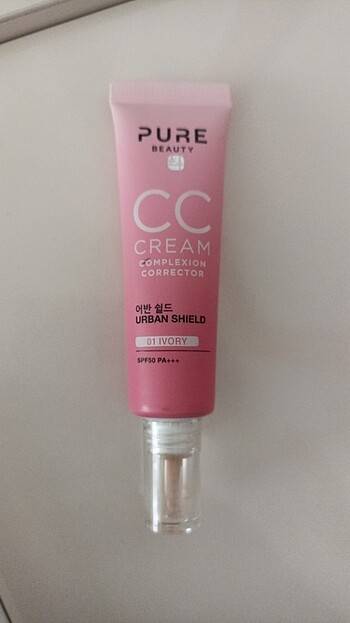 PURE
BEAUTY
CC
CREAM
COMPLEXION
CORRECTOR
어반 쉴드
URBAN SHIELD
01 IVORY
SPF50 PA+++